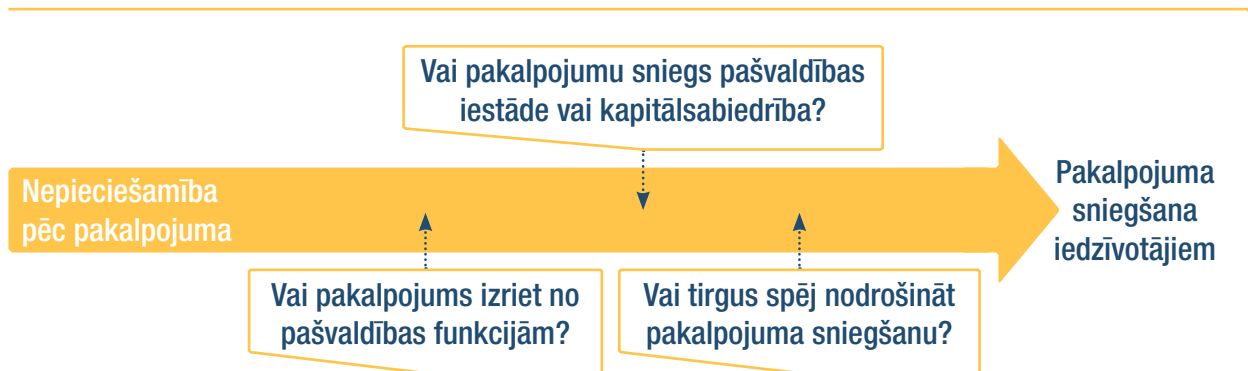 Vai pakalpojumu sniegs pašvaldības
iestāde vai kapitālsabiedrība?
Nepieciešamība
pēc pakalpojuma
Pakalpojuma
sniegšana
iedzīvotājiem
Vai pakalpojums izriet no
pašvaldības funkcijām?
Vai tirgus spēj nodrošināt
pakalpojuma sniegšanu?